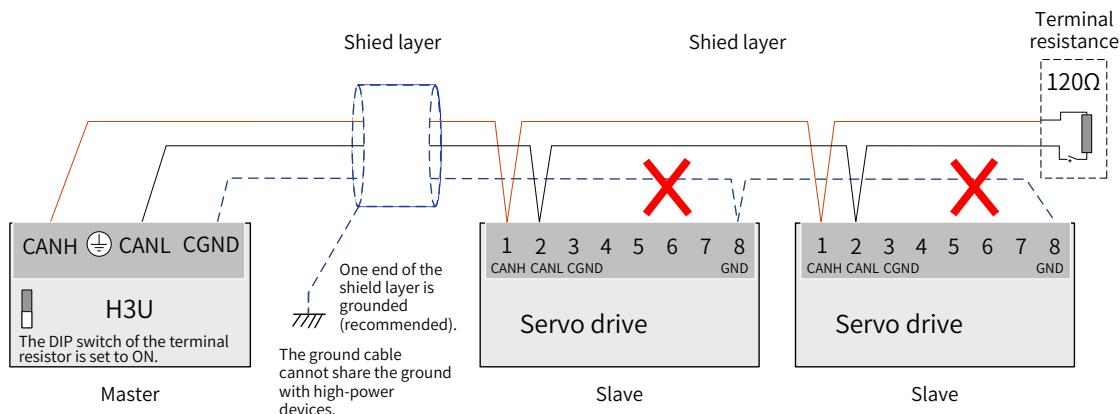 Shied layer
Shied layer
Terminal
resistance
120Ω
CANH CANL CGND
H3U
The DIP switch of the terminal
resistor is set to ON.
Master
One end of the
shield layer is
grounded
(recommended).
The ground cable
cannot share the ground
with high-power
devices.
1 2 3 4 5 6 7 8
CANH CANL CGND GND
Servo drive
Slave
1 2 3 4 5 6 7 8
CANH CANL CGND GND
Servo drive
Slave